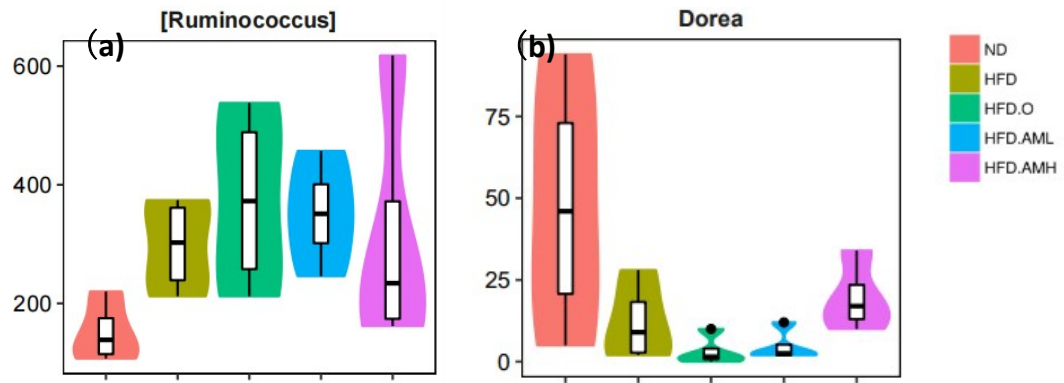 [Ruminococcus]
(a)
600
400
200
Dorea
(b)
75
50
25
0
ND
HFD
HFD.O
HFD.AML
HFD.AMH